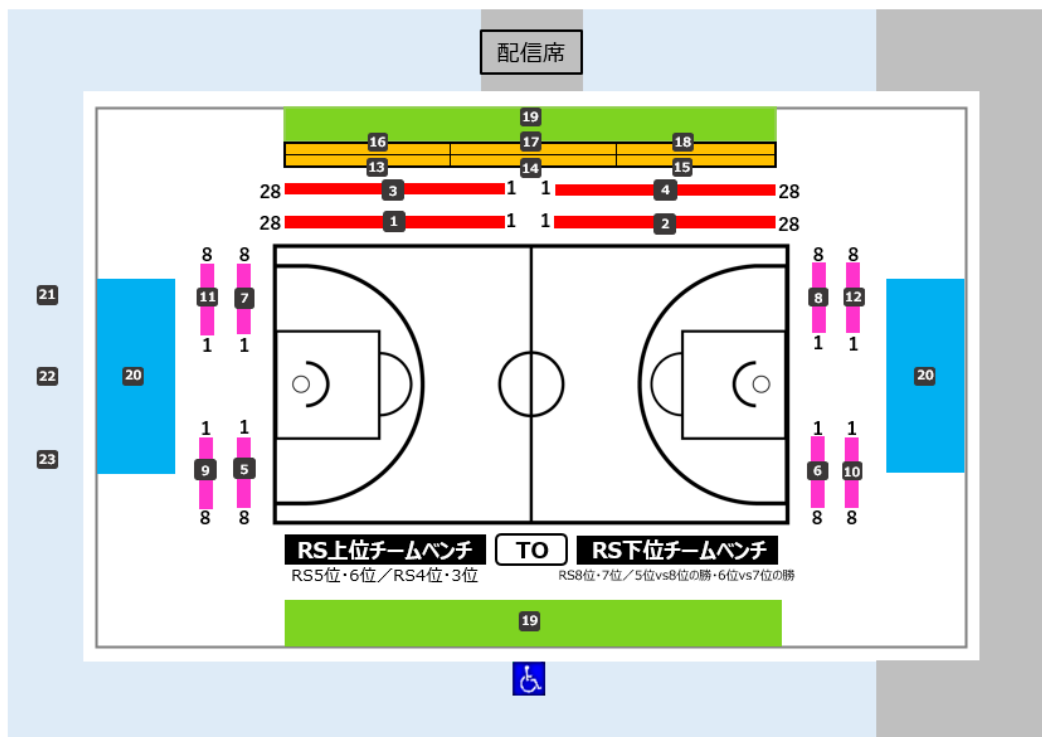 配信席
19
16 17 18
13 14 15
28 3 1 1 4 28
28 1 1 1 2 28
8 8 8 8
21 11 7 8 12
1 1 1 1
22 20 20
1 1 1 1
23 9 5 6 10
8 8 8 8
RS上位チームベンチ TO RS下位チームベンチ
RS5位・6位／RS4位・3位 RS8位・7位／5位vs8位の勝・6位vs7位の勝
19